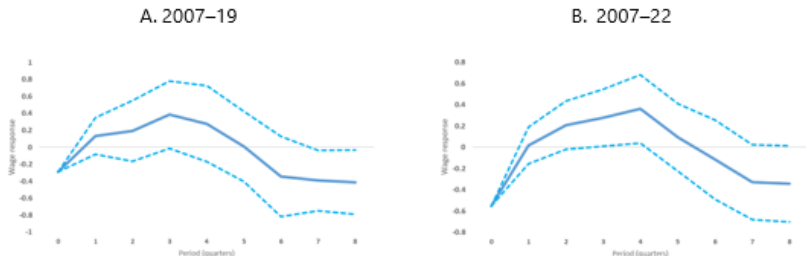 A. 2007–19
1
0.8
0.6
0.4
0.2
0
-0.2
-0.4
-0.6
-0.8
-1
Wage response
0 1 2 3 4 5 6 7 8
Period (quarters)
B. 2007–22
0.8
0.6
0.4
0.2
0
-0.2
-0.4
-0.6
-0.8
Wage response
0 1 2 3 4 5 6 7 8
Period (quarters)